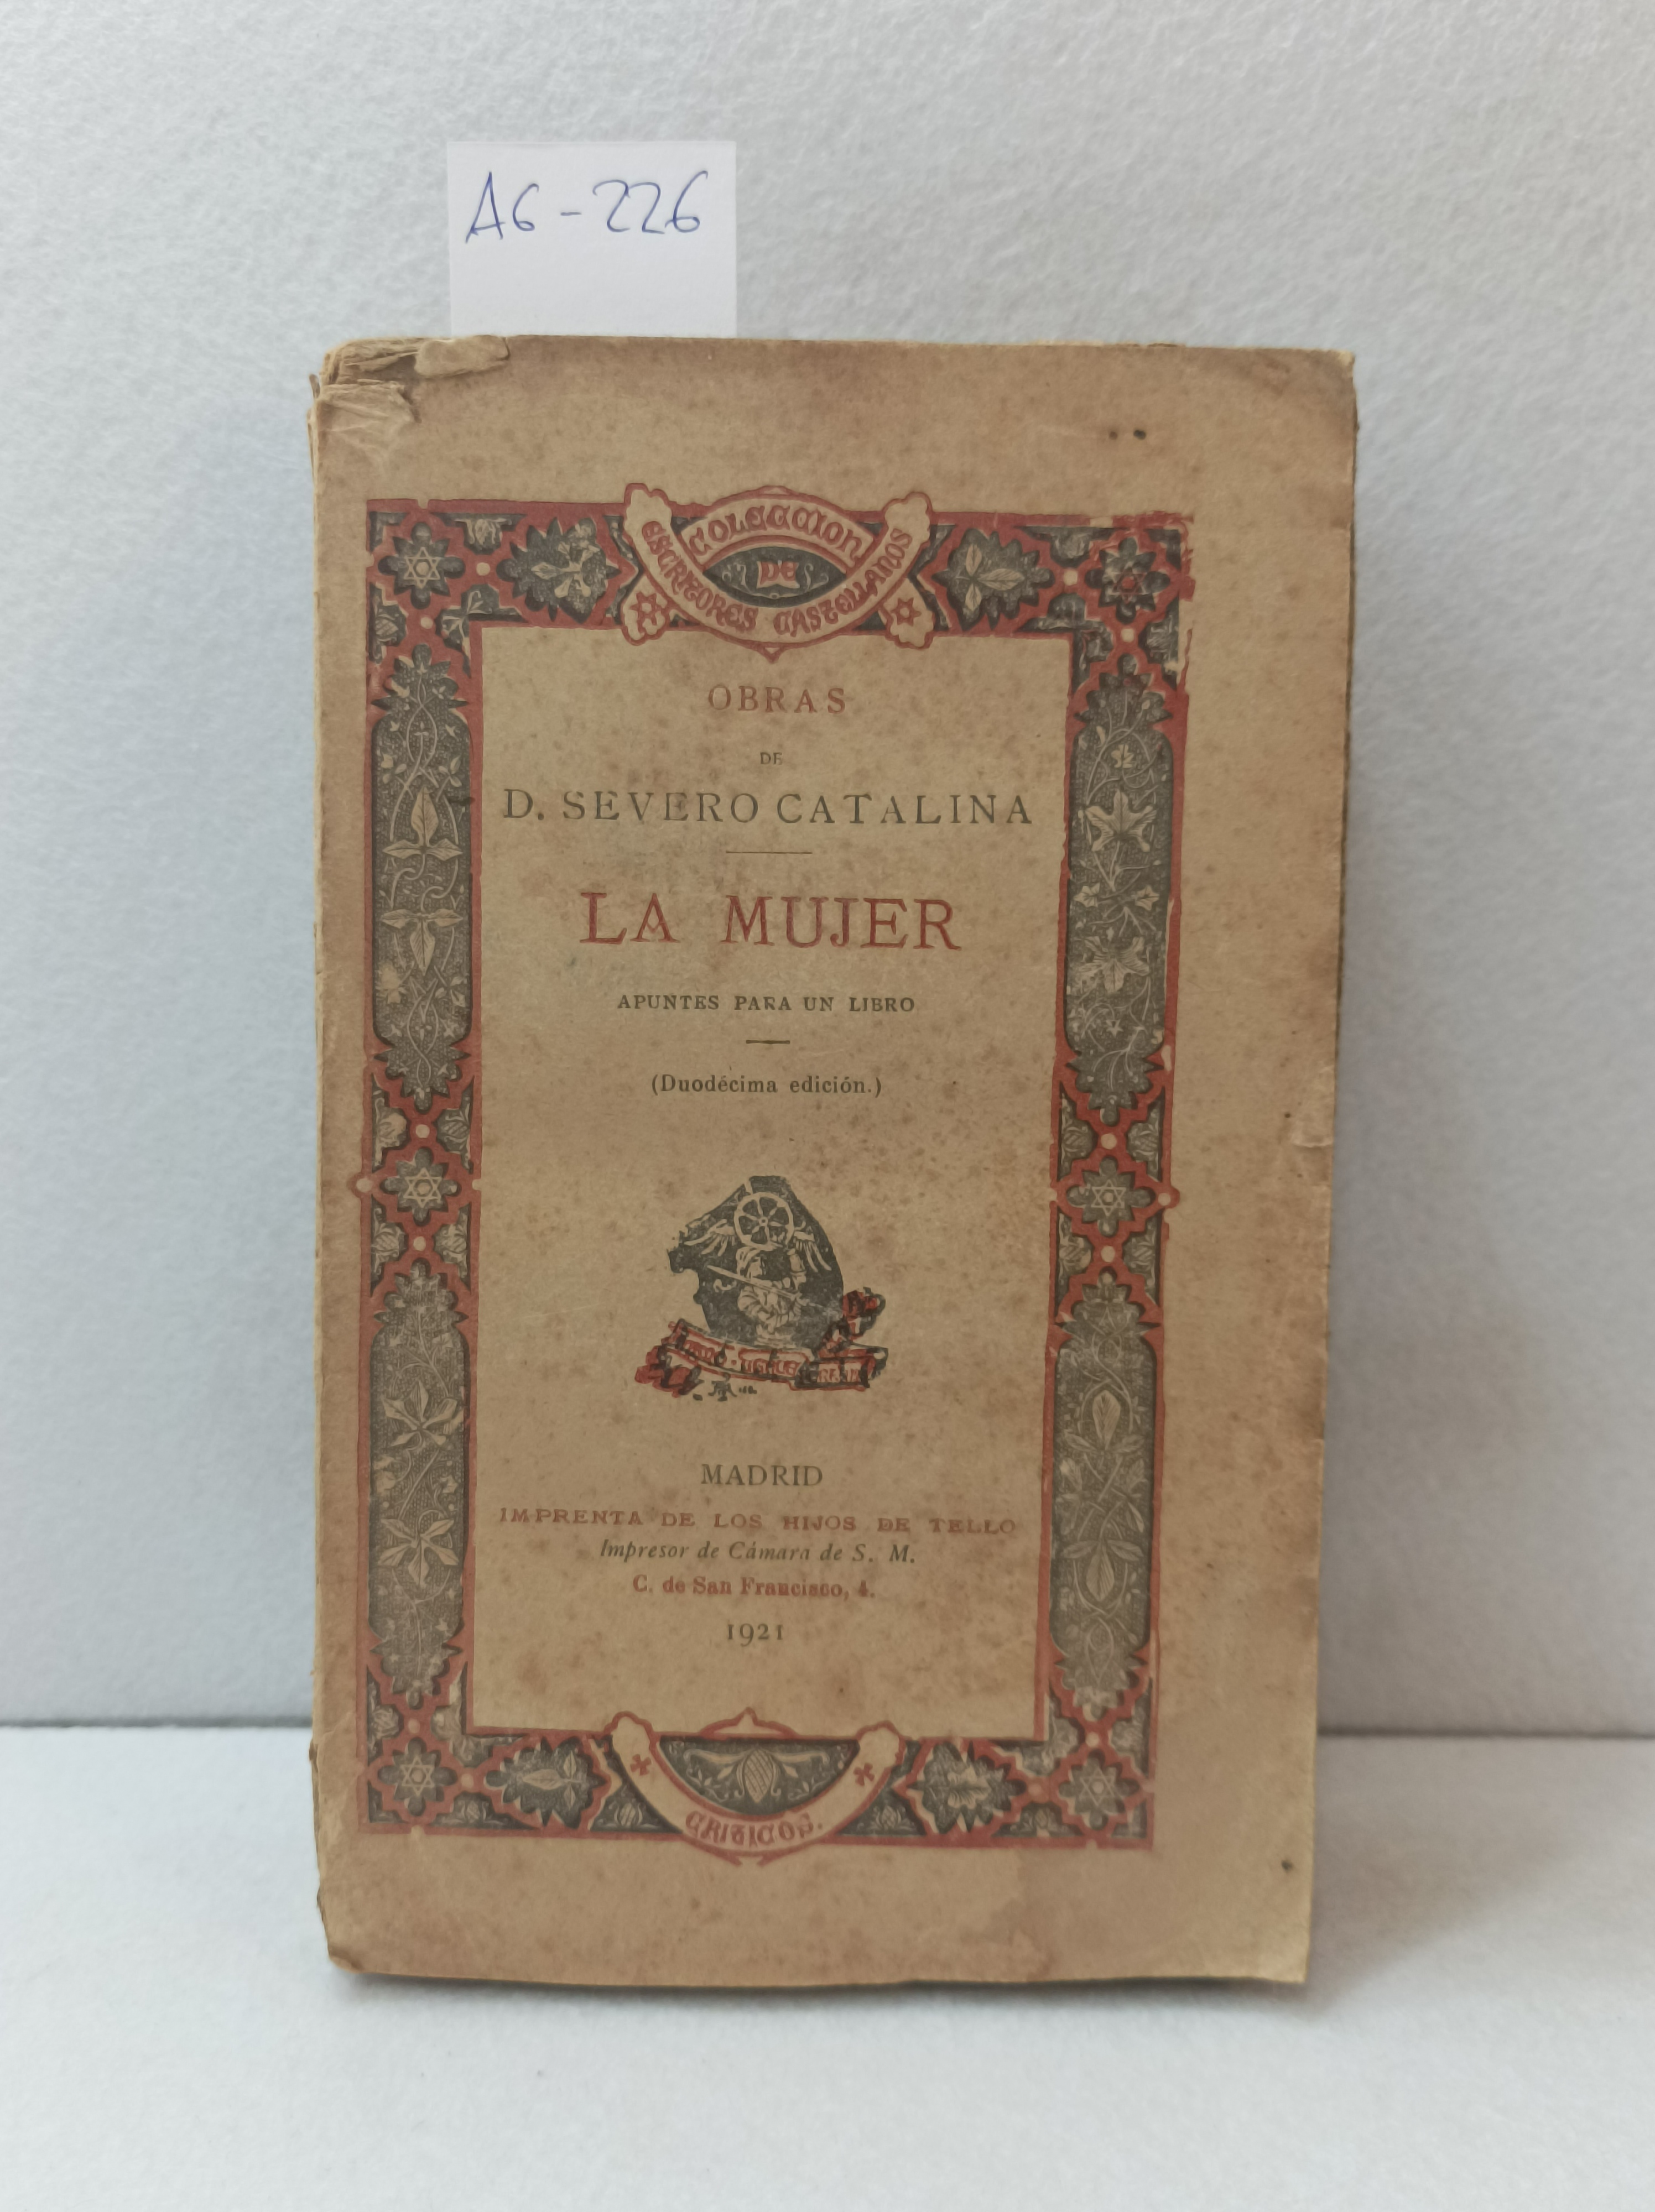 A6-226
COLECCION
DE
ESCRITORES CASTELLANOS
OBRAS
DE
D. SEVERO CATALINA
LA MUJER
APUNTES PARA UN LIBRO
(Duodécima edición.)
MADRID
IMPRENTA DE LOS HIJOS DE TELLO
Impresor de Cámara de S. M.
C. de San Francisco, 4.
1921
CRITICOS.